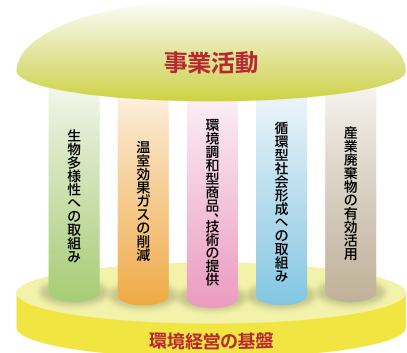 事業活動
生物多様性への取組み
温室効果ガスの削減
環境調和型商品、技術の提供
循環型社会形成への取組み
産業廃棄物の有効活用
環境経営の基盤